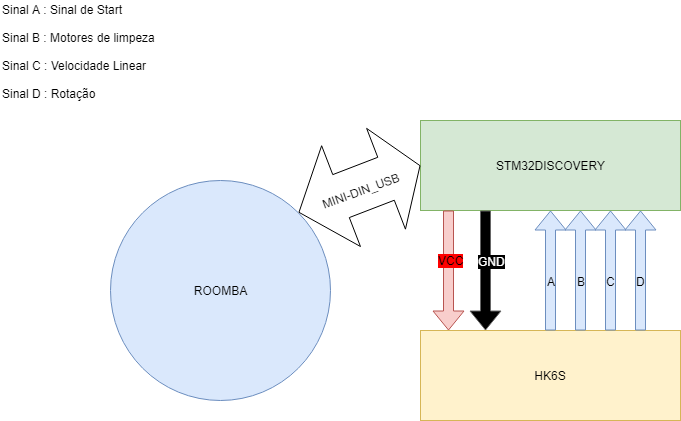 Sinal A : Sinal de Start
Sinal B : Motores de limpeza
Sinal C : Velocidade Linear
Sinal D : Rotação
STM32DISCOVERY
MINI-DIN_USB
VCC
GND
A
B
C
D
ROOMBA
HK6S